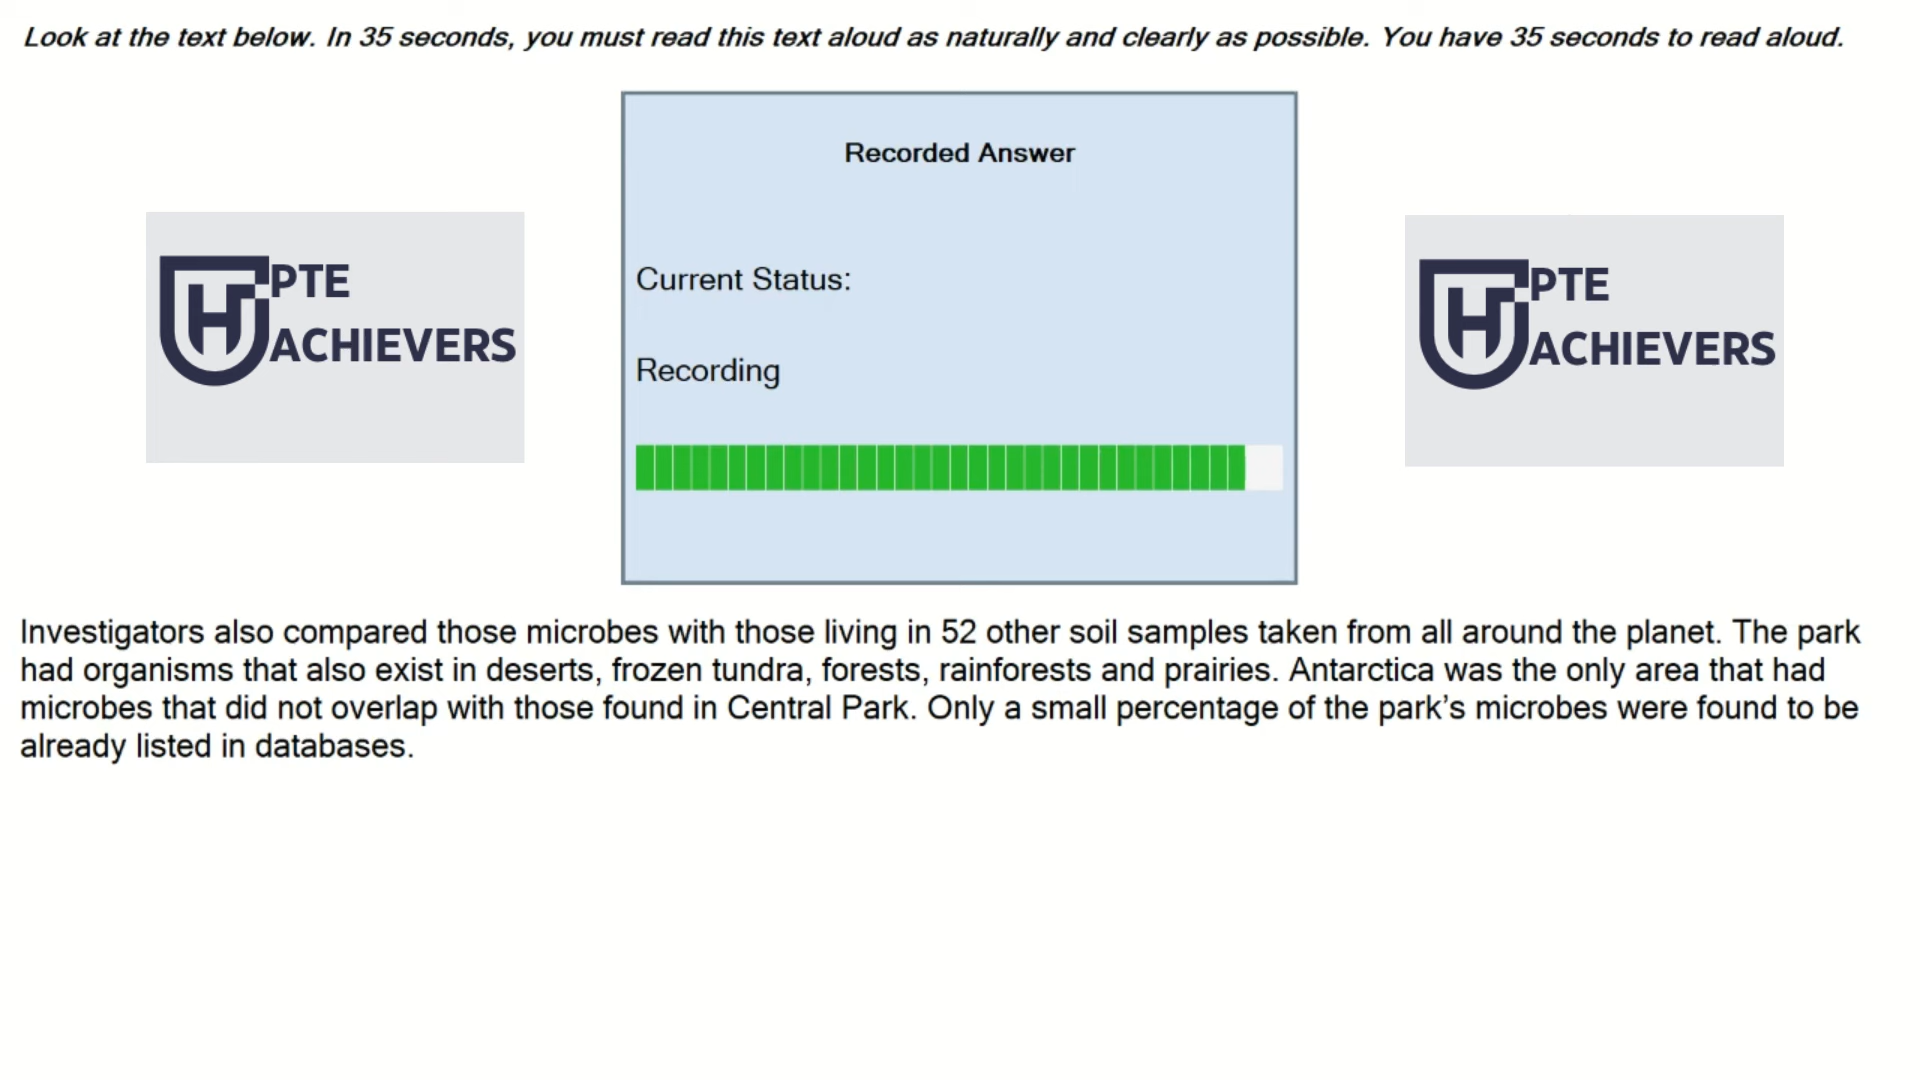 Look at the text below. In 35 seconds, you must read this text aloud as naturally and clearly as possible. You have 35 seconds to read aloud.
Recorded Answer
PTE
ACHIEVERS
Current Status:
Recording
PTE
ACHIEVERS
Investigators also compared those microbes with those living in 52 other soil samples taken from all around the planet. The park
had organisms that also exist in deserts, frozen tundra, forests, rainforests and prairies. Antarctica was the only area that had
microbes that did not overlap with those found in Central Park. Only a small percentage of the park’s microbes were found to be
already listed in databases.